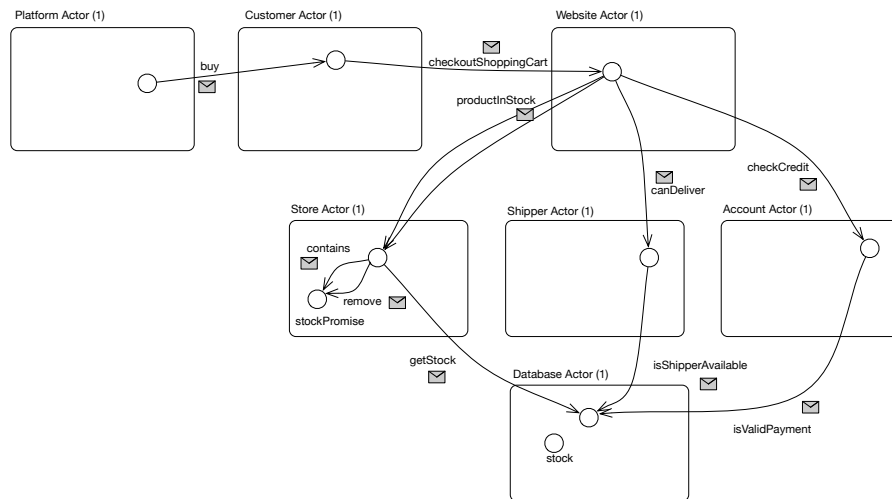 Platform Actor (1)
Customer Actor (1)
Website Actor (1)
buy
checkoutShoppingCart
productInStock
checkCredit
canDeliver
Store Actor (1)
Shipper Actor (1)
Account Actor (1)
contains
remove
stockPromise
getStock
isShipperAvailable
Database Actor (1)
isValidPayment
stock